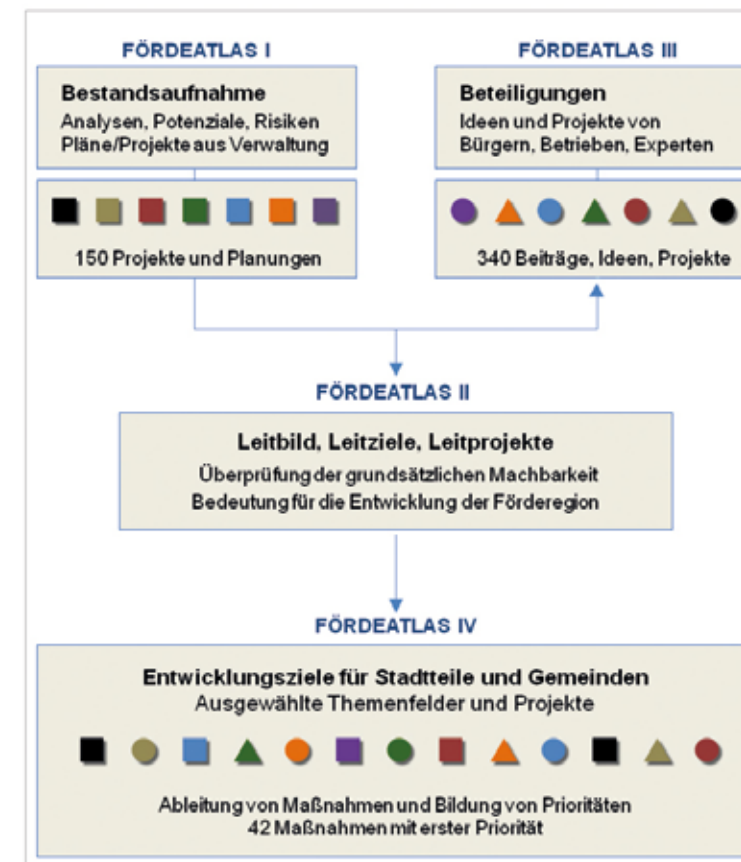 FÖRDEATLAS I
Bestandsaufnahme
Analysen, Potenziale, Risiken
Pläne/Projekte aus Verwaltung
150 Projekte und Planungen
FÖRDEATLAS III
Beteiligungen
Ideen und Projekte von
Bürgern, Betrieben, Experten
340 Beiträge, Ideen, Projekte
FÖRDEATLAS II
Leitbild, Leitziele, Leitprojekte
Überprüfung der grundsätzlichen Machbarkeit
Bedeutung für die Entwicklung der Förderegion
FÖRDEATLAS IV
Entwicklungsziele für Stadtteile und Gemeinden
Ausgewählte Themenfelder und Projekte
Ableitung von Maßnahmen und Bildung von Prioritäten
42 Maßnahmen mit erster Priorität